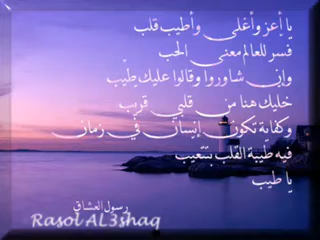 يا أعز وأغلى وأطيب قلب
فسر للعالم معنى الحب
وإن شاوروا وقالوا عليك طيب
خليك هنا من قلبي قريب
وكفاية تكون إنسان في زمان
فيه طيبة القلب بتتعيب
يا طيب
رسول العشاق
Rasol AL3shaq